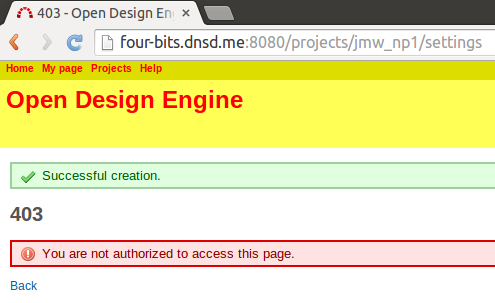 403 - Open Design En
four-bits.dnsd.me:8080/projects/jmw_np1/settings
Home My page Projects Help
Open Design Engine
Successful creation.
403
You are not authorized to access this page.
Back